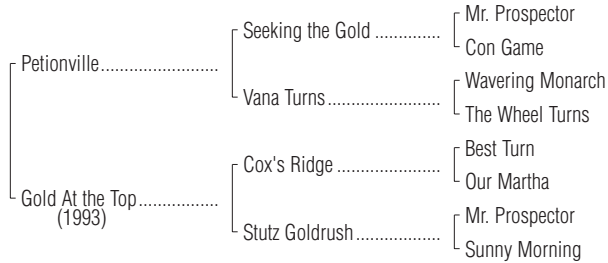 Mr. Prospector
Seeking the Gold ..............
Con Game
Petionville.........................
Wavering Monarch
Vana Turns ........................
The Wheel Turns
Best Turn
Cox's Ridge ......................
Our Martha
Gold At the Top.................
(1993)
Mr. Prospector
Stutz Goldrush..................
Sunny Morning